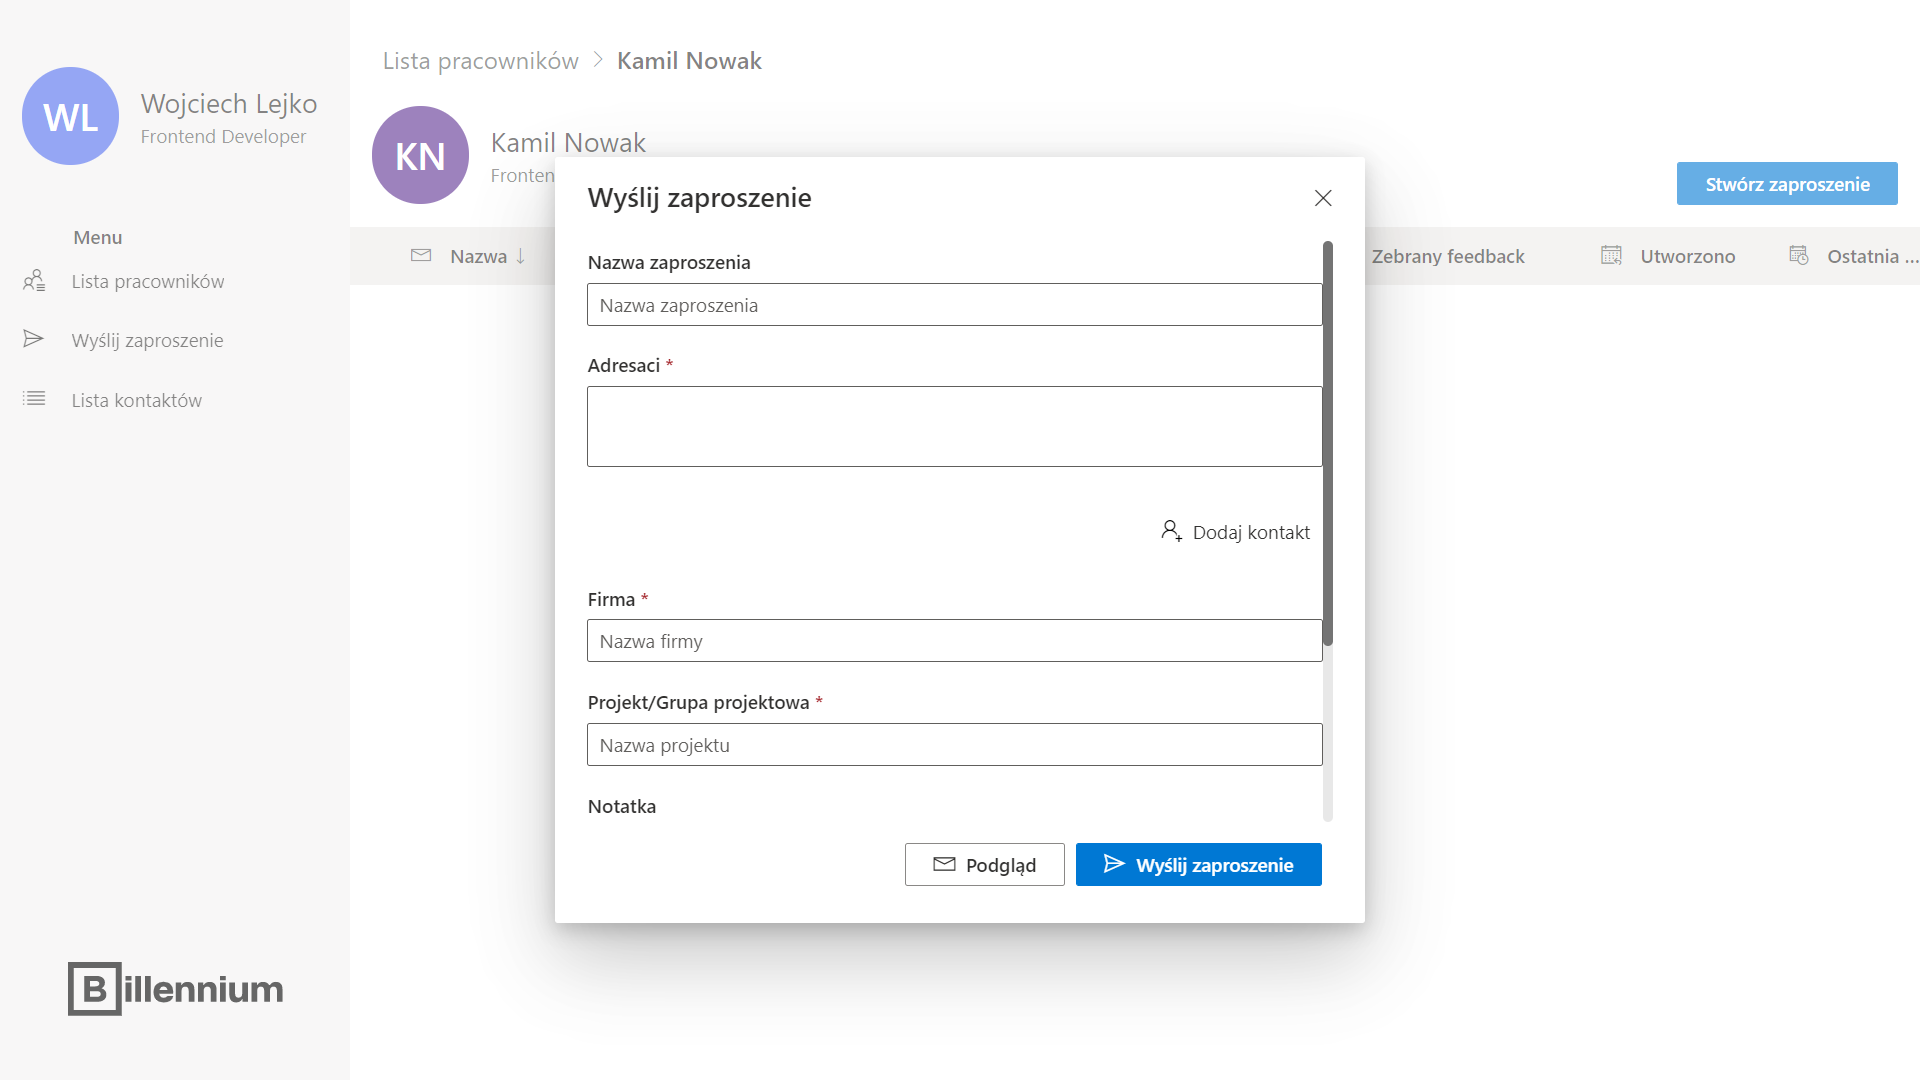 WL
Wojciech Lejko
Frontend Developer
Menu
Lista pracowników
Wyślij zaproszenie
Lista kontaktów
Billennium
Lista pracowników > Kamil Nowak
KN
Kamil Nowak
Fronten
Stwórz zaproszenie
Nazwa ↓
Zebrany feedback
Utworzono
Ostatnia ...
Wyślij zaproszenie
Nazwa zaproszenia
Nazwa zaproszenia
Adresaci *
Dodaj kontakt
Firma *
Nazwa firmy
Projekt/Grupa projektowa *
Nazwa projektu
Notatka
Podgląd
Wyślij zaproszenie